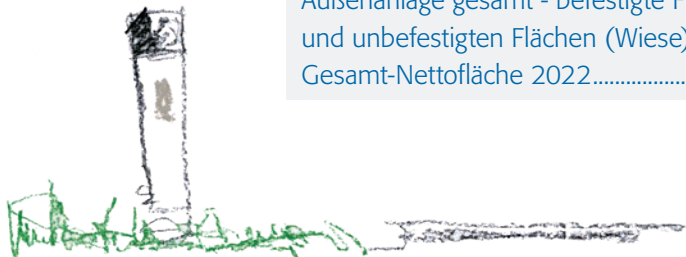 Außenanlage gesamt - befestigte
und unbefestigten Flächen (Wiese)
Gesamt-Nettofläche 2022.................